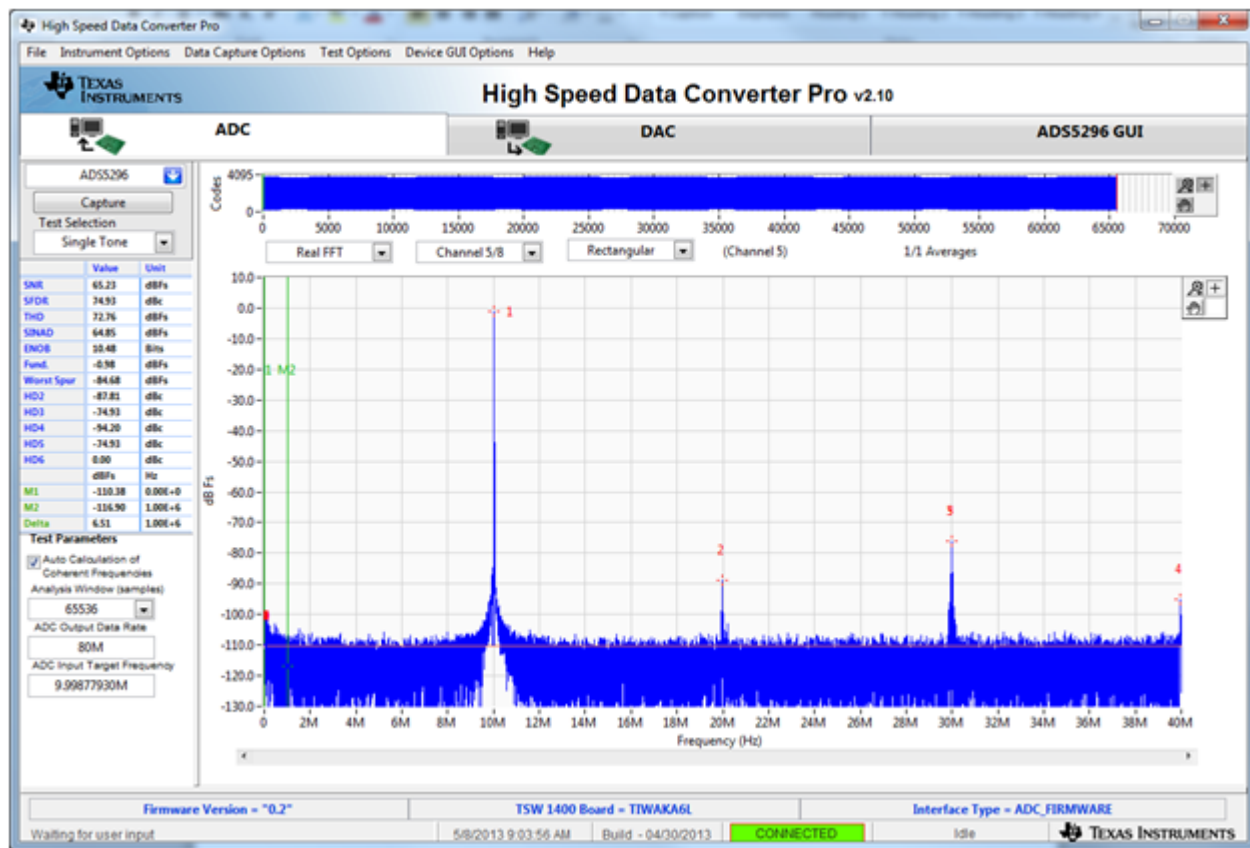 High Speed Data Converter Pro
File Instrument Options Data Capture Options Test Options Device GUI Options Help
TEXAS INSTRUMENTS
High Speed Data Converter Pro v2.10
ADC DAC ADS5296 GUI
ADS5296
Capture
Test Selection
Single Tone
Value Unit
SNR 65.23 dBFs
SFDR 74.93 dBc
THD 72.76 dBFs
SINAD 64.85 dBFs
ENOB 10.48 Bits
Fund. -0.98 dBFs
Worst Spur -84.68 dBFs
HD2 -87.81 dBc
HD3 -74.93 dBc
HD4 -94.20 dBc
HD5 -74.93 dBc
HD6 0.00 dBc
dBFs Hz
M1 -110.38 0.00E+0
M2 -116.90 1.00E+6
Delta 6.51 1.00E+6
Test Parameters
Auto Calculation of
Coherent Frequencies
Analysis Window (samples)
65536
ADC Output Data Rate
80M
ADC Input Target Frequency
9.99877930M
Codes
4095
0
0 5000 10000 15000 20000 25000 30000 35000 40000 45000 50000 55000 60000 65000 70000
Real FFT Channel 5/8 Rectangular (Channel 5) 1/1 Averages
dB Fs
10.0
0.0
-10.0
-20.0
-30.0
-40.0
-50.0
-60.0
-70.0
-80.0
-90.0
-100.0
-110.0
-120.0
-130.0
1
1 M2
2
4
0 2M 4M 6M 8M 10M 12M 14M 16M 18M 20M 22M 24M 26M 28M 30M 32M 34M 36M 38M 40M
Frequency (Hz)
Firmware Version = "0.2" TSW 1400 Board = TIWAKA6L Interface Type = ADC_FIRMWARE
Waiting for user input 5/8/2013 9:03:56 AM Build - 04/30/2013 CONNECTED Idle TEXAS INSTRUMENTS